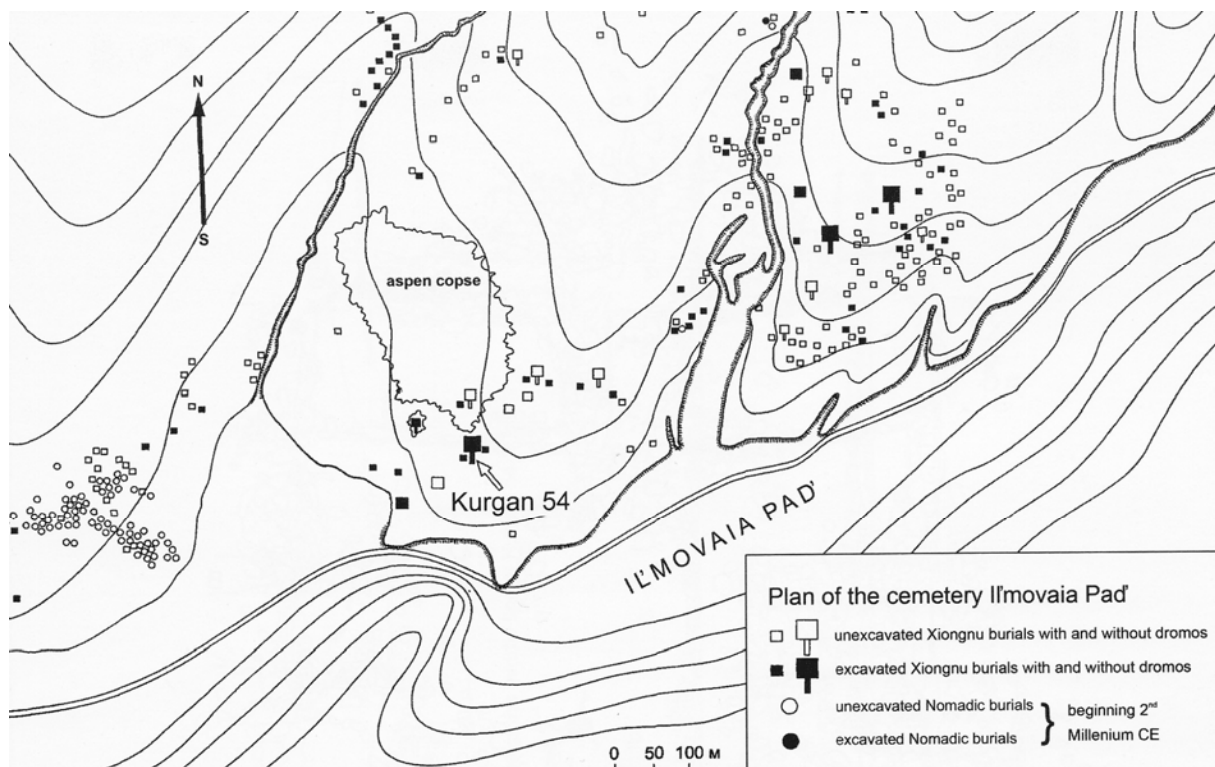 N
S
aspen copse
Kurgan 54
IL'MOVAIA PAD'
Plan of the cemetery Il'movaia Pad'
unexcavated Xiongnu burials with and without dromos
excavated Xiongnu burials with and without dromos
unexcavated Nomadic burials
excavated Nomadic burials
} beginning 2nd
Millenium CE
0 50 100 м